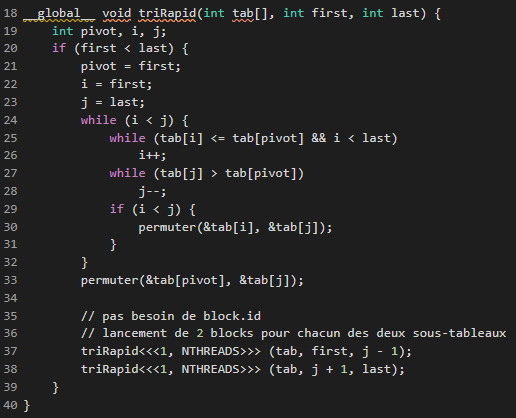 18 __global__ void triRapid(int tab[], int first, int last) {
19     int pivot, i, j;
20     if (first < last) {
21         pivot = first;
22         i = first;
23         j = last;
24         while (i < j) {
25             while (tab[i] <= tab[pivot] && i < last)
26                 i++;
27             while (tab[j] > tab[pivot])
28                 j--;
29             if (i < j) {
30                 permuter(&tab[i], &tab[j]);
31             }
32         }
33         permuter(&tab[pivot], &tab[j]);
34
35         // pas besoin de block.id
36         // lancement de 2 blocks pour chacun des deux sous-tableaux
37         triRapid<<<1, NTHREADS>>> (tab, first, j - 1);
38         triRapid<<<1, NTHREADS>>> (tab, j + 1, last);
39     }
40 }